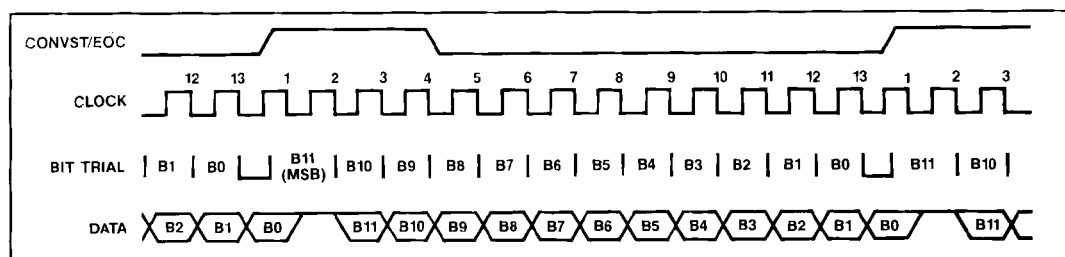 CONVST/EOC
12 13 1 2 3 4 5 6 7 8 9 10 11 12 13 1 2 3
CLOCK
BIT TRIAL B1 B0 B11 (MSB) B10 B9 B8 B7 B6 B5 B4 B3 B2 B1 B0 B11 B10
DATA B2 B1 B0 B11 B10 B9 B8 B7 B6 B5 B4 B3 B2 B1 B0 B11